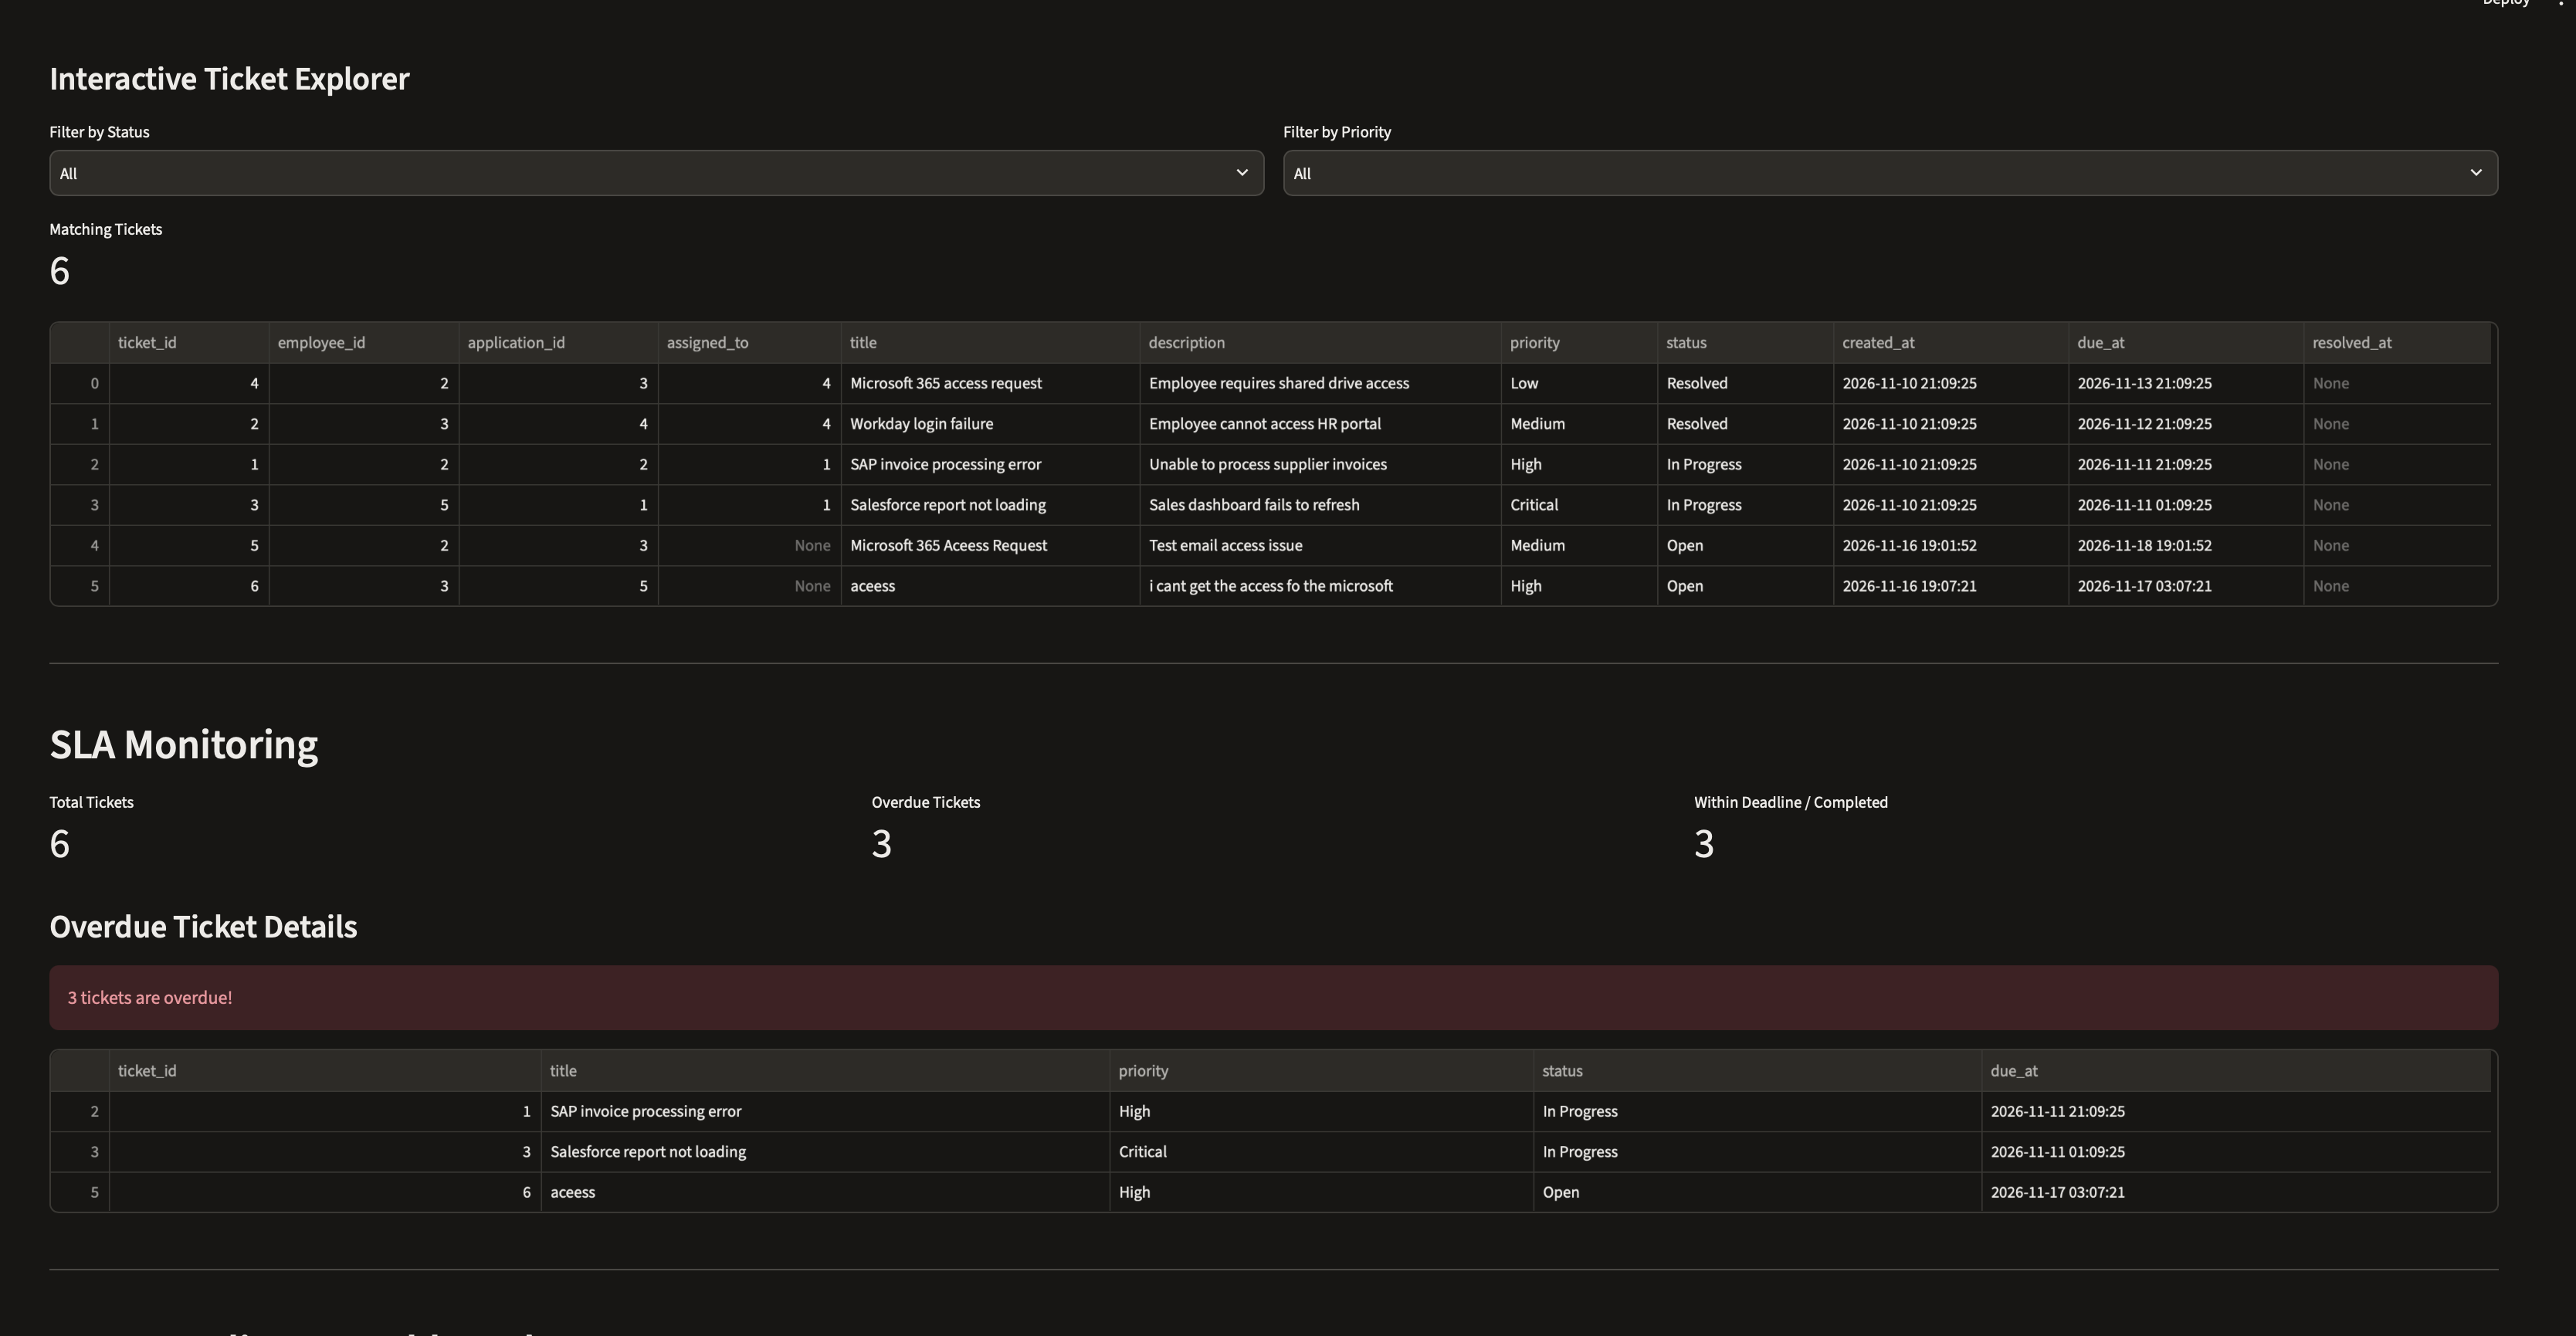 Deploy
Interactive Ticket Explorer
Filter by Status Filter by Priority
All All
Matching Tickets
6
ticket_id employee_id application_id assigned_to title description priority status created_at due_at resolved_at
0 4 2 3 4 Microsoft 365 access request Employee requires shared drive access Low Resolved 2026-11-10 21:09:25 2026-11-13 21:09:25 None
1 2 3 4 4 Workday login failure Employee cannot access HR portal Medium Resolved 2026-11-10 21:09:25 2026-11-12 21:09:25 None
2 1 2 2 1 SAP invoice processing error Unable to process supplier invoices High In Progress 2026-11-10 21:09:25 2026-11-11 21:09:25 None
3 3 5 1 1 Salesforce report not loading Sales dashboard fails to refresh Critical In Progress 2026-11-10 21:09:25 2026-11-11 01:09:25 None
4 5 2 3 None Microsoft 365 Aceess Request Test email access issue Medium Open 2026-11-16 19:01:52 2026-11-18 19:01:52 None
5 6 3 5 None aceess i cant get the access fo the microsoft High Open 2026-11-16 19:07:21 2026-11-17 03:07:21 None
SLA Monitoring
Total Tickets Overdue Tickets Within Deadline / Completed
6 3 3
Overdue Ticket Details
3 tickets are overdue!
ticket_id title priority status due_at
2 1 SAP invoice processing error High In Progress 2026-11-11 21:09:25
3 3 Salesforce report not loading Critical In Progress 2026-11-11 01:09:25
5 6 aceess High Open 2026-11-17 03:07:21